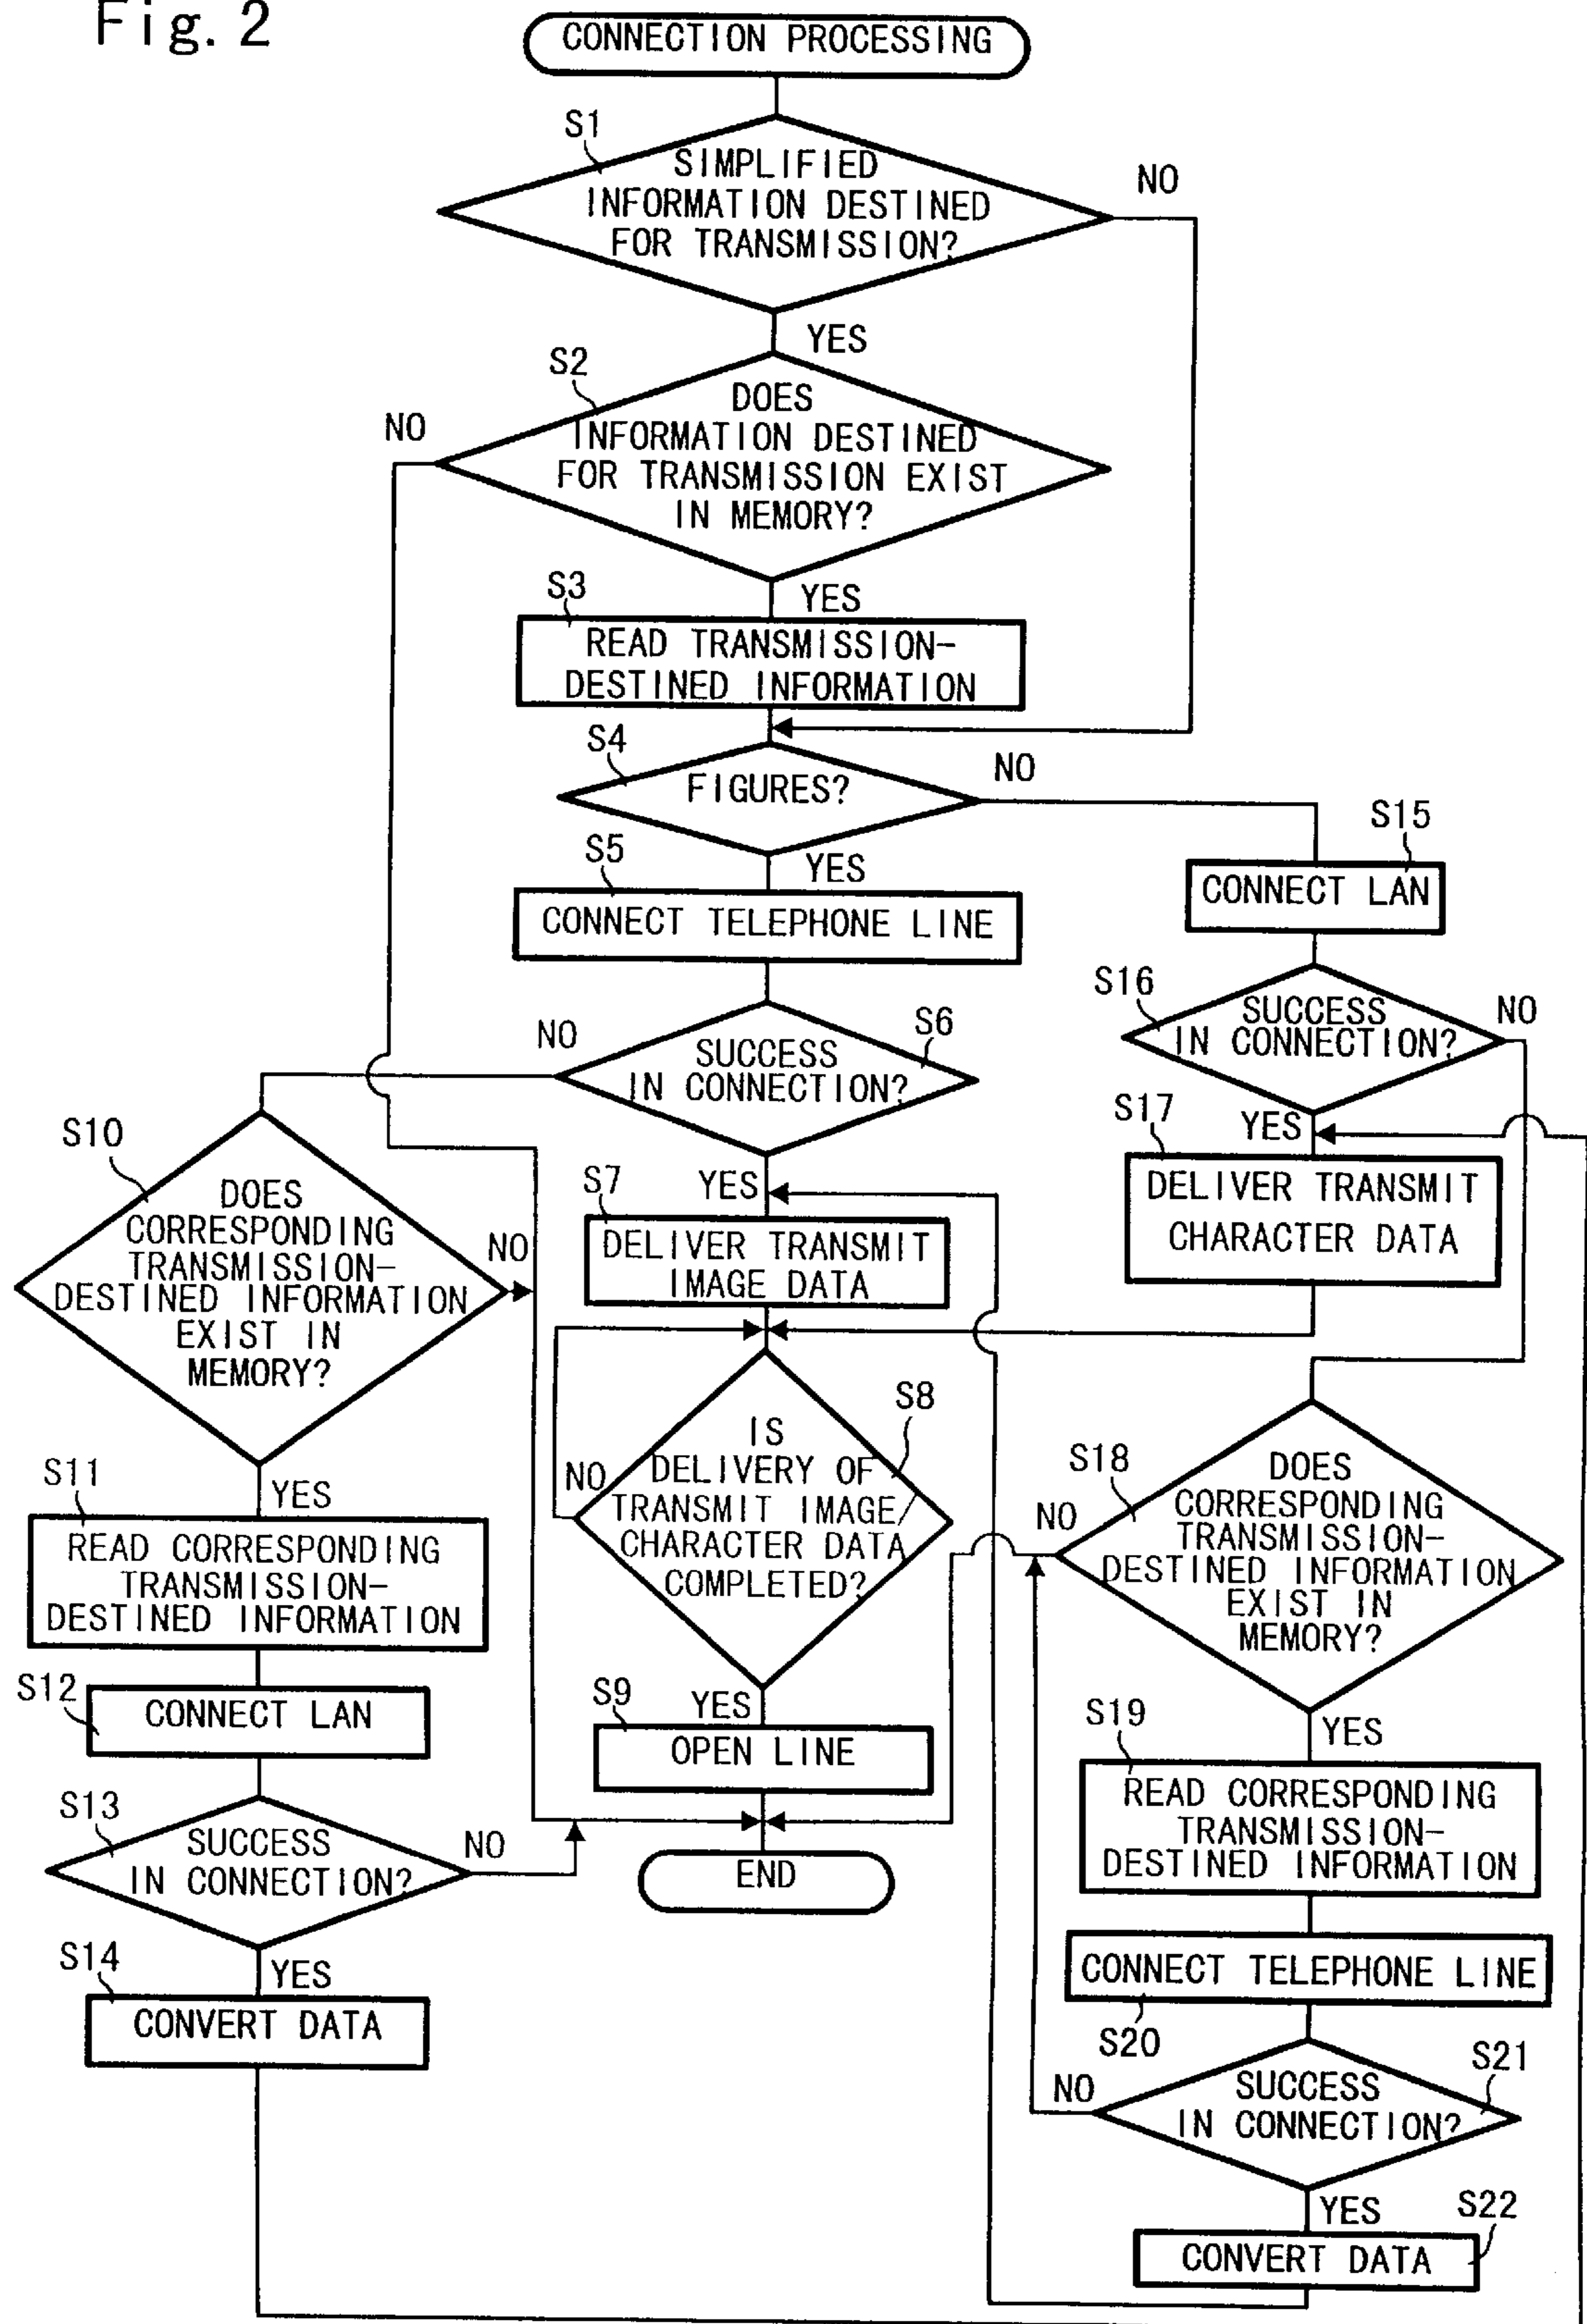 Fig. 2
CONNECTION PROCESSING
S1
SIMPLIFIED
INFORMATION DESTINED
FOR TRANSMISSION?
NO
YES
S2
DOES
INFORMATION DESTINED
FOR TRANSMISSION EXIST
IN MEMORY?
NO
YES
S3
READ TRANSMISSION-
DESTINED INFORMATION
S4
FIGURES?
NO
YES
S5
CONNECT TELEPHONE LINE
S6
SUCCESS
IN CONNECTION?
NO
YES
S7
DELIVER TRANSMIT
IMAGE DATA
S8
IS
DELIVERY OF
TRANSMIT IMAGE/
CHARACTER DATA
COMPLETED?
NO
YES
S9
OPEN LINE
END
S10
DOES
CORRESPONDING
TRANSMISSION-
DESTINED INFORMATION
EXIST IN
MEMORY?
NO
YES
S11
READ CORRESPONDING
TRANSMISSION-
DESTINED INFORMATION
S12
CONNECT LAN
S13
SUCCESS
IN CONNECTION?
NO
YES
S14
CONVERT DATA
S15
CONNECT LAN
S16
SUCCESS
IN CONNECTION?
NO
YES
S17
DELIVER TRANSMIT
CHARACTER DATA
S18
DOES
CORRESPONDING
TRANSMISSION-
DESTINED INFORMATION
EXIST IN
MEMORY?
NO
YES
S19
READ CORRESPONDING
TRANSMISSION-
DESTINED INFORMATION
CONNECT TELEPHONE LINE
S20
S21
SUCCESS
IN CONNECTION?
NO
YES
S22
CONVERT DATA